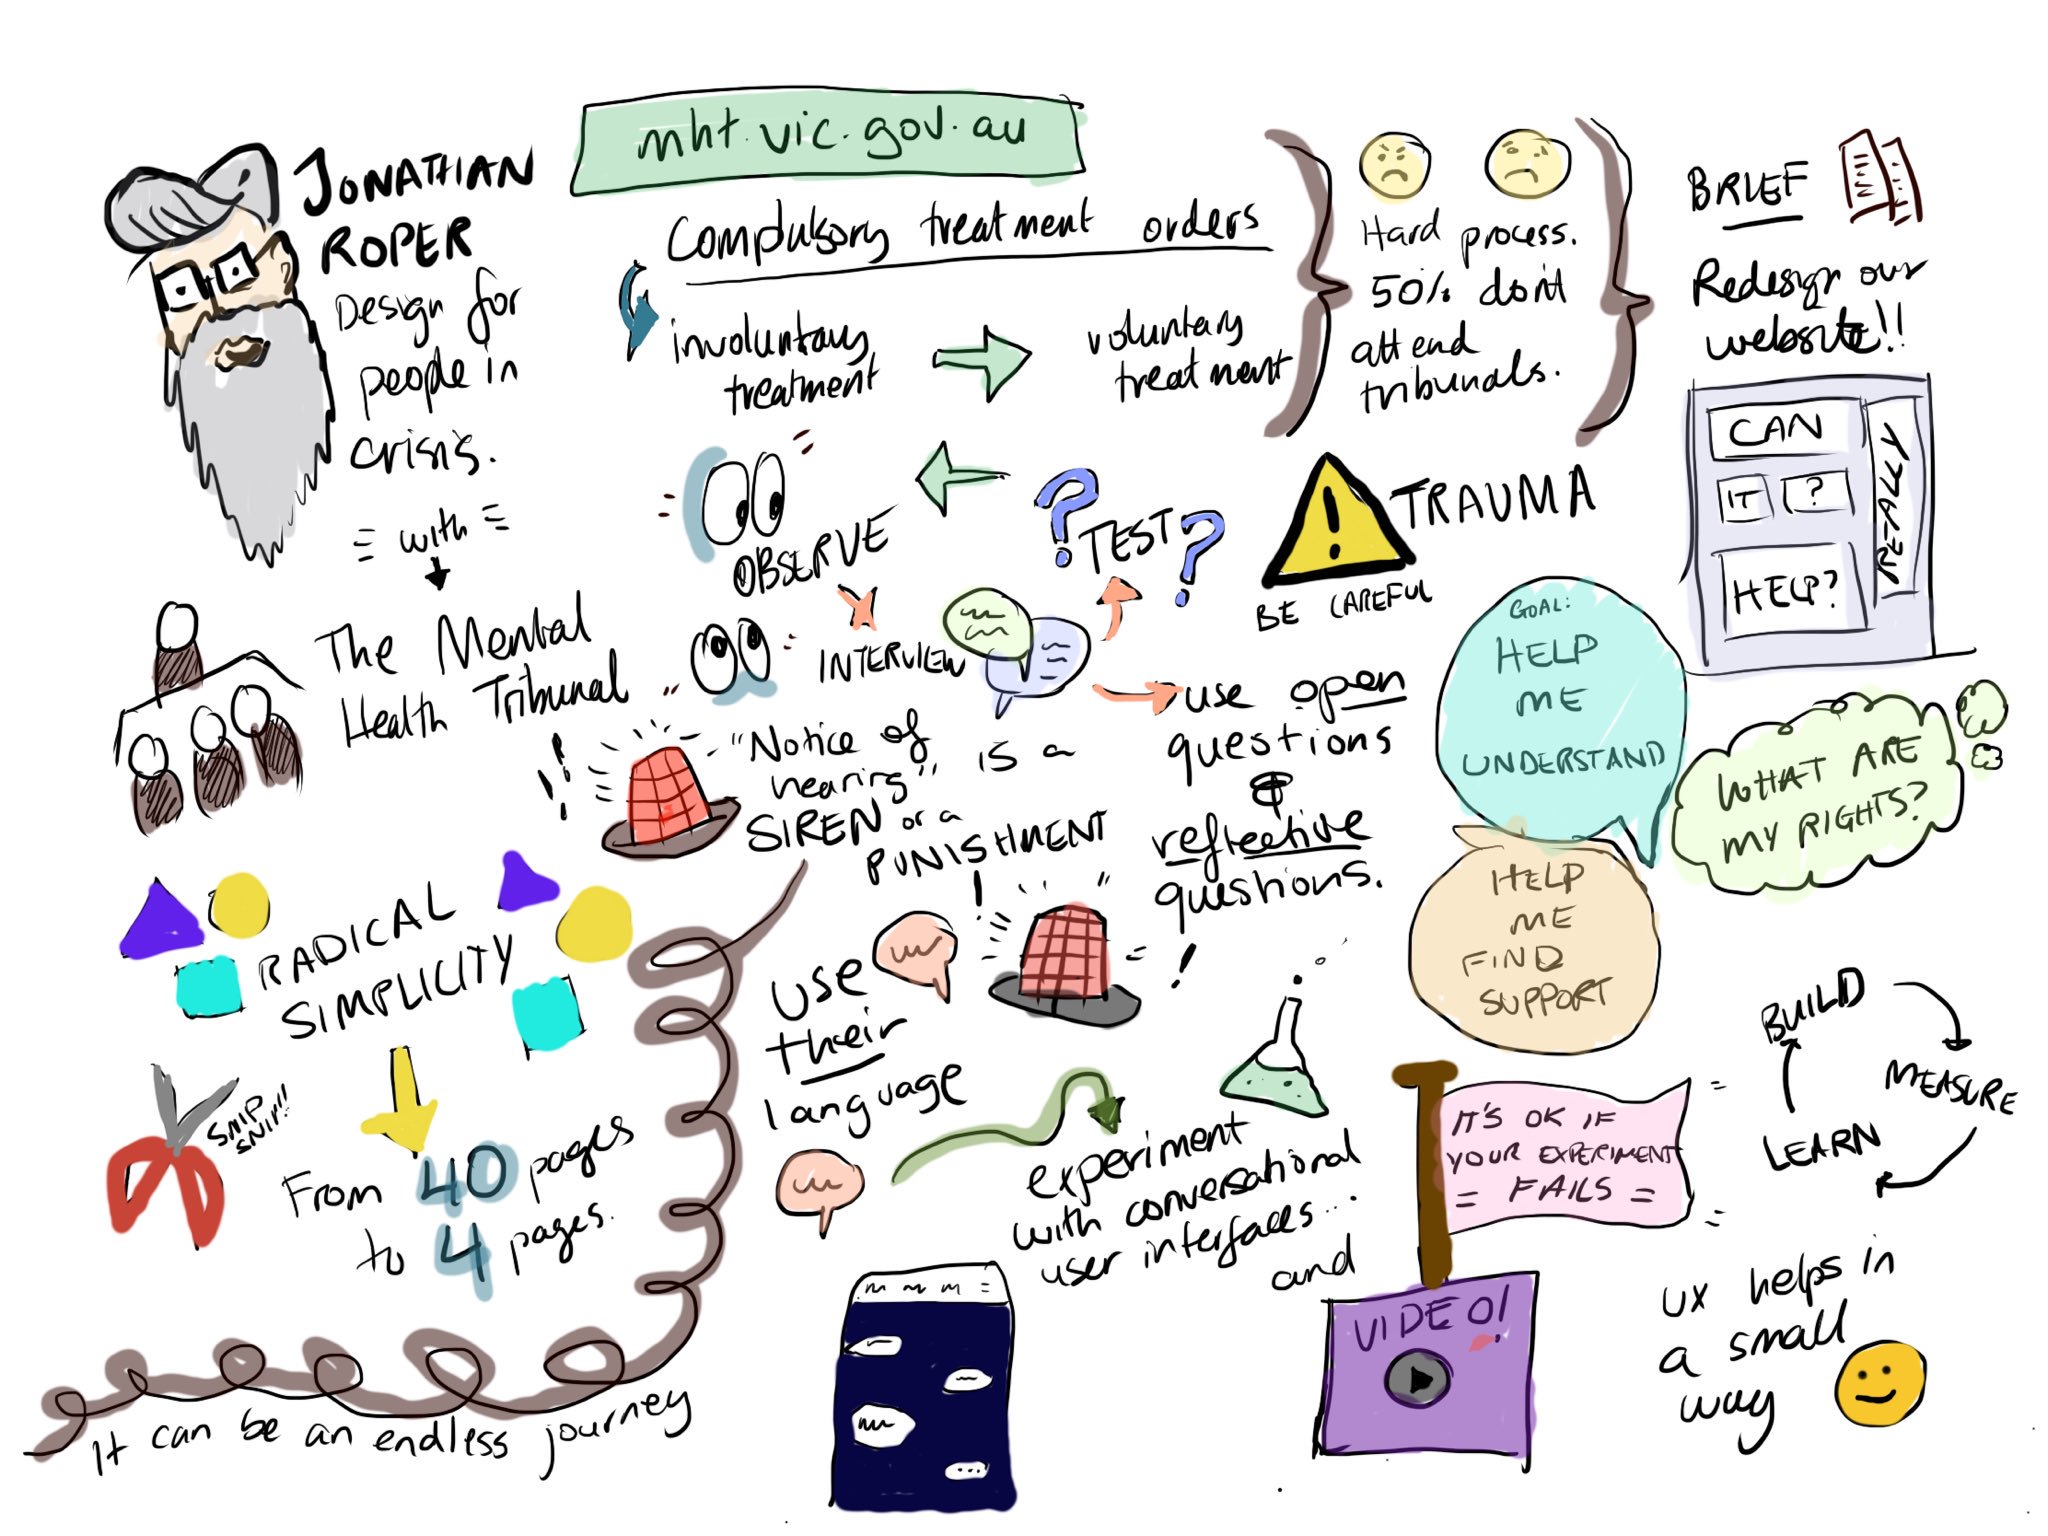 mht.vic.gov.au
JONATHAN
ROPER
Design for
people in
crisis.
= with =
The Mental
Health Tribunal
Compulsory treatment orders
involuntary
treatment
voluntary
treatment
Hard process.
50% don't
attend
tribunals.
BRIEF
Redesign our
website!!
CAN
IT
?
HELP?
REALLY
OBSERVE
INTERVIEW
? TEST ?
! TRAUMA
BE CAREFUL
use open
questions
+
reflective
questions.
GOAL:
HELP
ME
UNDERSTAND
WHAT ARE
MY RIGHTS?
HELP
ME
FIND
SUPPORT
!!
"Notice of
hearing" is a
SIREN or a
PUNISHMENT
!
!
RADICAL
SIMPLICITY
SNIP
SNIP!!
From 40 pages
to 4 pages.
It can be an endless journey
use
their
language
experiment
with conversational
user interfaces...
and
VIDEO!
IT'S OK IF
YOUR EXPERIMENT
= FAILS =
BUILD
MEASURE
LEARN
UX helps in
a small
way